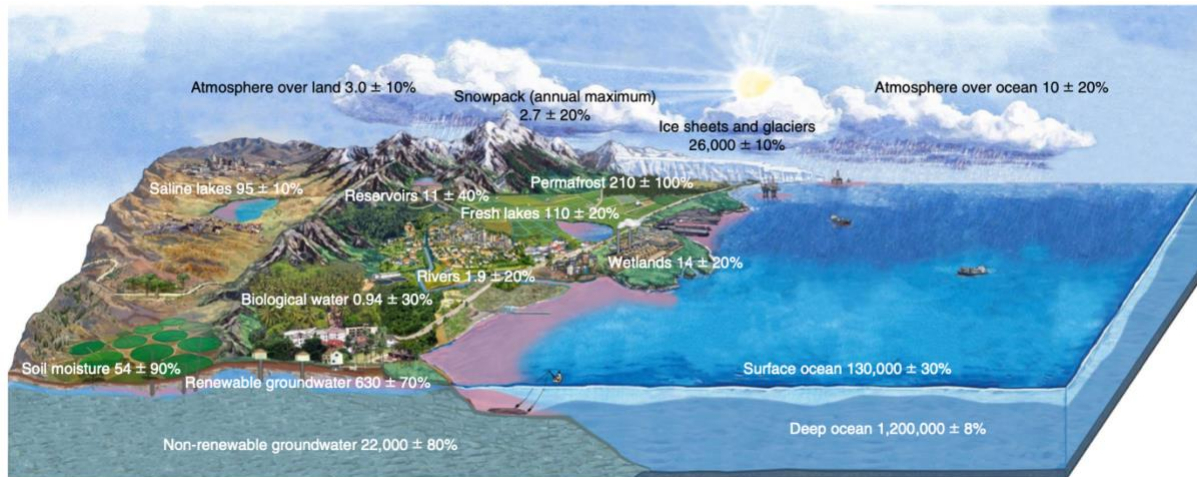 Atmosphere over land 3.0 ± 10%
Snowpack (annual maximum)
2.7 ± 20%
Atmosphere over ocean 10 ± 20%
Ice sheets and glaciers
26,000 ± 10%
Saline lakes 95 ± 10%
Reservoirs 11 ± 40%
Permafrost 210 ± 100%
Fresh lakes 110 ± 20%
Rivers 1.9 ± 20%
Wetlands 14 ± 20%
Biological water 0.94 ± 30%
Soil moisture 54 ± 90%
Renewable groundwater 630 ± 70%
Surface ocean 130,000 ± 30%
Non-renewable groundwater 22,000 ± 80%
Deep ocean 1,200,000 ± 8%